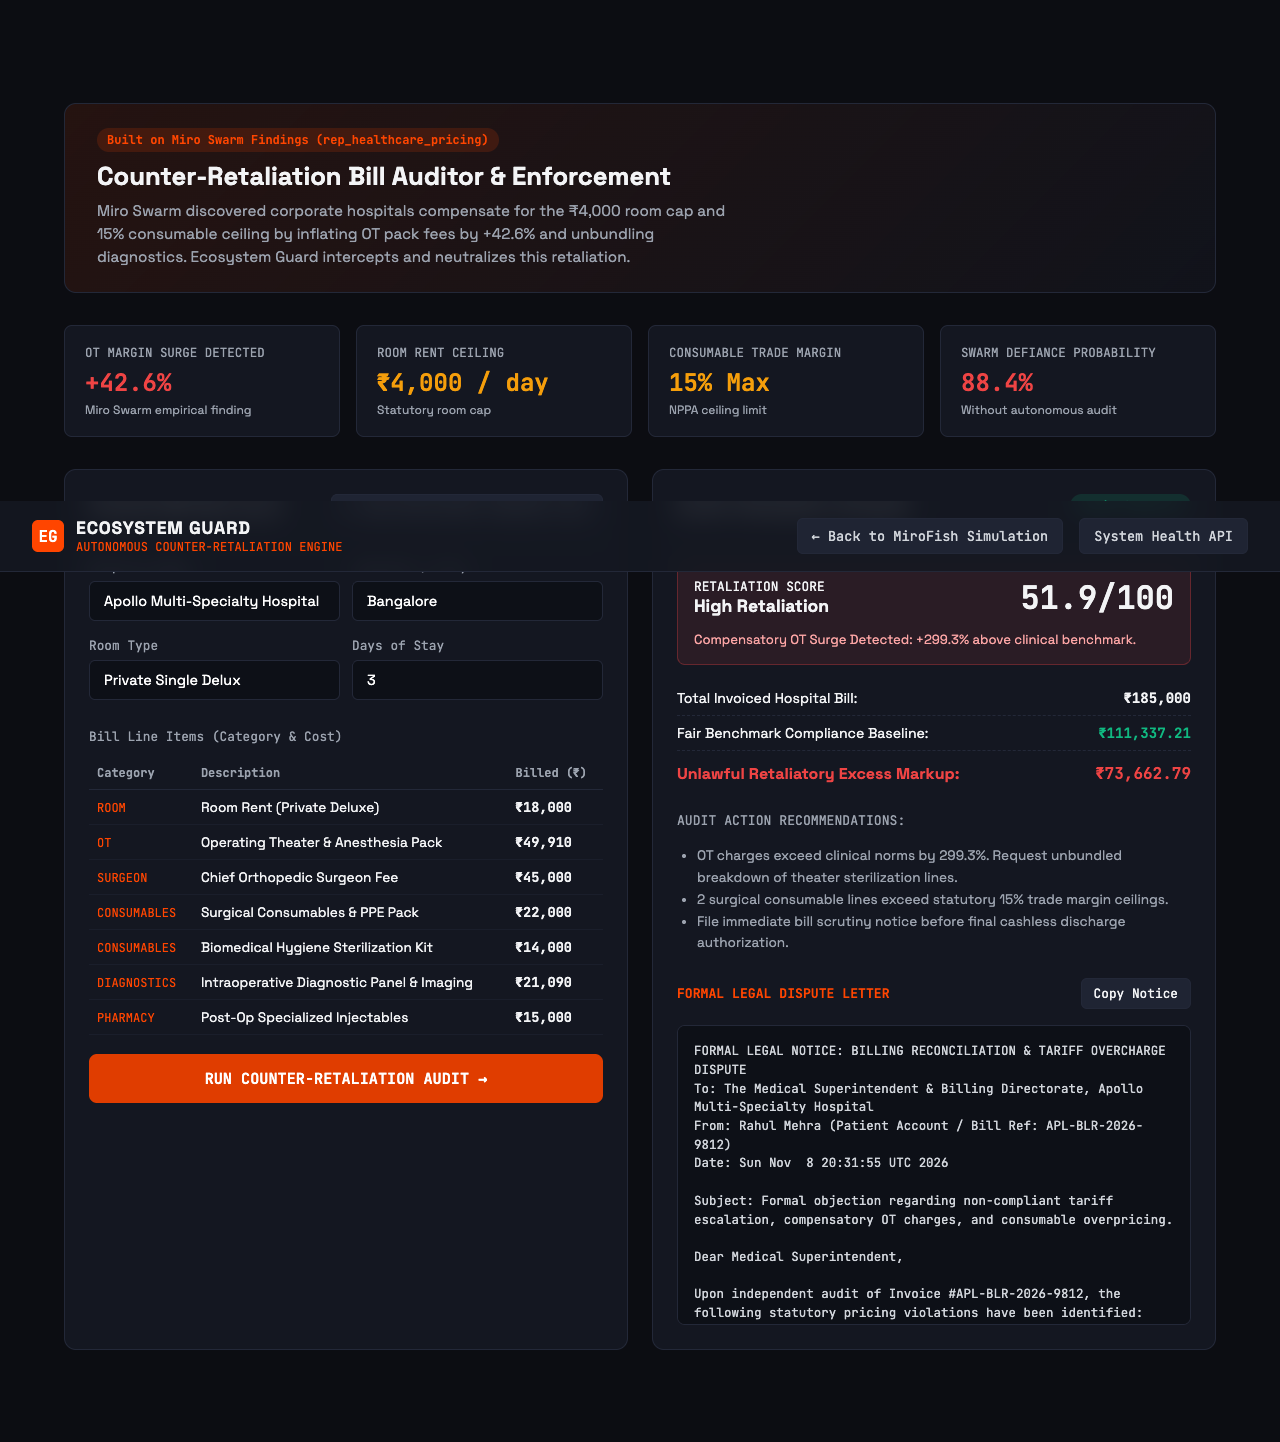 Built on Miro Swarm Findings (rep_healthcare_pricing)
Counter-Retaliation Bill Auditor & Enforcement
Miro Swarm discovered corporate hospitals compensate for the ₹4,000 room cap and
15% consumable ceiling by inflating OT pack fees by +42.6% and unbundling
diagnostics. Ecosystem Guard intercepts and neutralizes this retaliation.
OT MARGIN SURGE DETECTED
+42.6%
Miro Swarm empirical finding
ROOM RENT CEILING
₹4,000 / day
Statutory room cap
CONSUMABLE TRADE MARGIN
15% Max
NPPA ceiling limit
SWARM DEFIANCE PROBABILITY
88.4%
Without autonomous audit
EG
ECOSYSTEM GUARD
AUTONOMOUS COUNTER-RETALIATION ENGINE
← Back to MiroFish Simulation
System Health API
Apollo Multi-Specialty Hospital
Bangalore
Room Type
Days of Stay
Private Single Delux
3
Bill Line Items (Category & Cost)
Category Description Billed (₹)
ROOM Room Rent (Private Deluxe) ₹18,000
OT Operating Theater & Anesthesia Pack ₹49,910
SURGEON Chief Orthopedic Surgeon Fee ₹45,000
CONSUMABLES Surgical Consumables & PPE Pack ₹22,000
CONSUMABLES Biomedical Hygiene Sterilization Kit ₹14,000
DIAGNOSTICS Intraoperative Diagnostic Panel & Imaging ₹21,090
PHARMACY Post-Op Specialized Injectables ₹15,000
RUN COUNTER-RETALIATION AUDIT →
RETALIATION SCORE
High Retaliation
51.9/100
Compensatory OT Surge Detected: +299.3% above clinical benchmark.
Total Invoiced Hospital Bill: ₹185,000
Fair Benchmark Compliance Baseline: ₹111,337.21
Unlawful Retaliatory Excess Markup: ₹73,662.79
AUDIT ACTION RECOMMENDATIONS:
• OT charges exceed clinical norms by 299.3%. Request unbundled
breakdown of theater sterilization lines.
• 2 surgical consumable lines exceed statutory 15% trade margin ceilings.
• File immediate bill scrutiny notice before final cashless discharge
authorization.
FORMAL LEGAL DISPUTE LETTER
Copy Notice
FORMAL LEGAL NOTICE: BILLING RECONCILIATION & TARIFF OVERCHARGE
DISPUTE
To: The Medical Superintendent & Billing Directorate, Apollo
Multi-Specialty Hospital
From: Rahul Mehra (Patient Account / Bill Ref: APL-BLR-2026-
9812)
Date: Sun Nov  8 20:31:55 UTC 2026
Subject: Formal objection regarding non-compliant tariff
escalation, compensatory OT charges, and consumable overpricing.
Dear Medical Superintendent,
Upon independent audit of Invoice #APL-BLR-2026-9812, the
following statutory pricing violations have been identified: